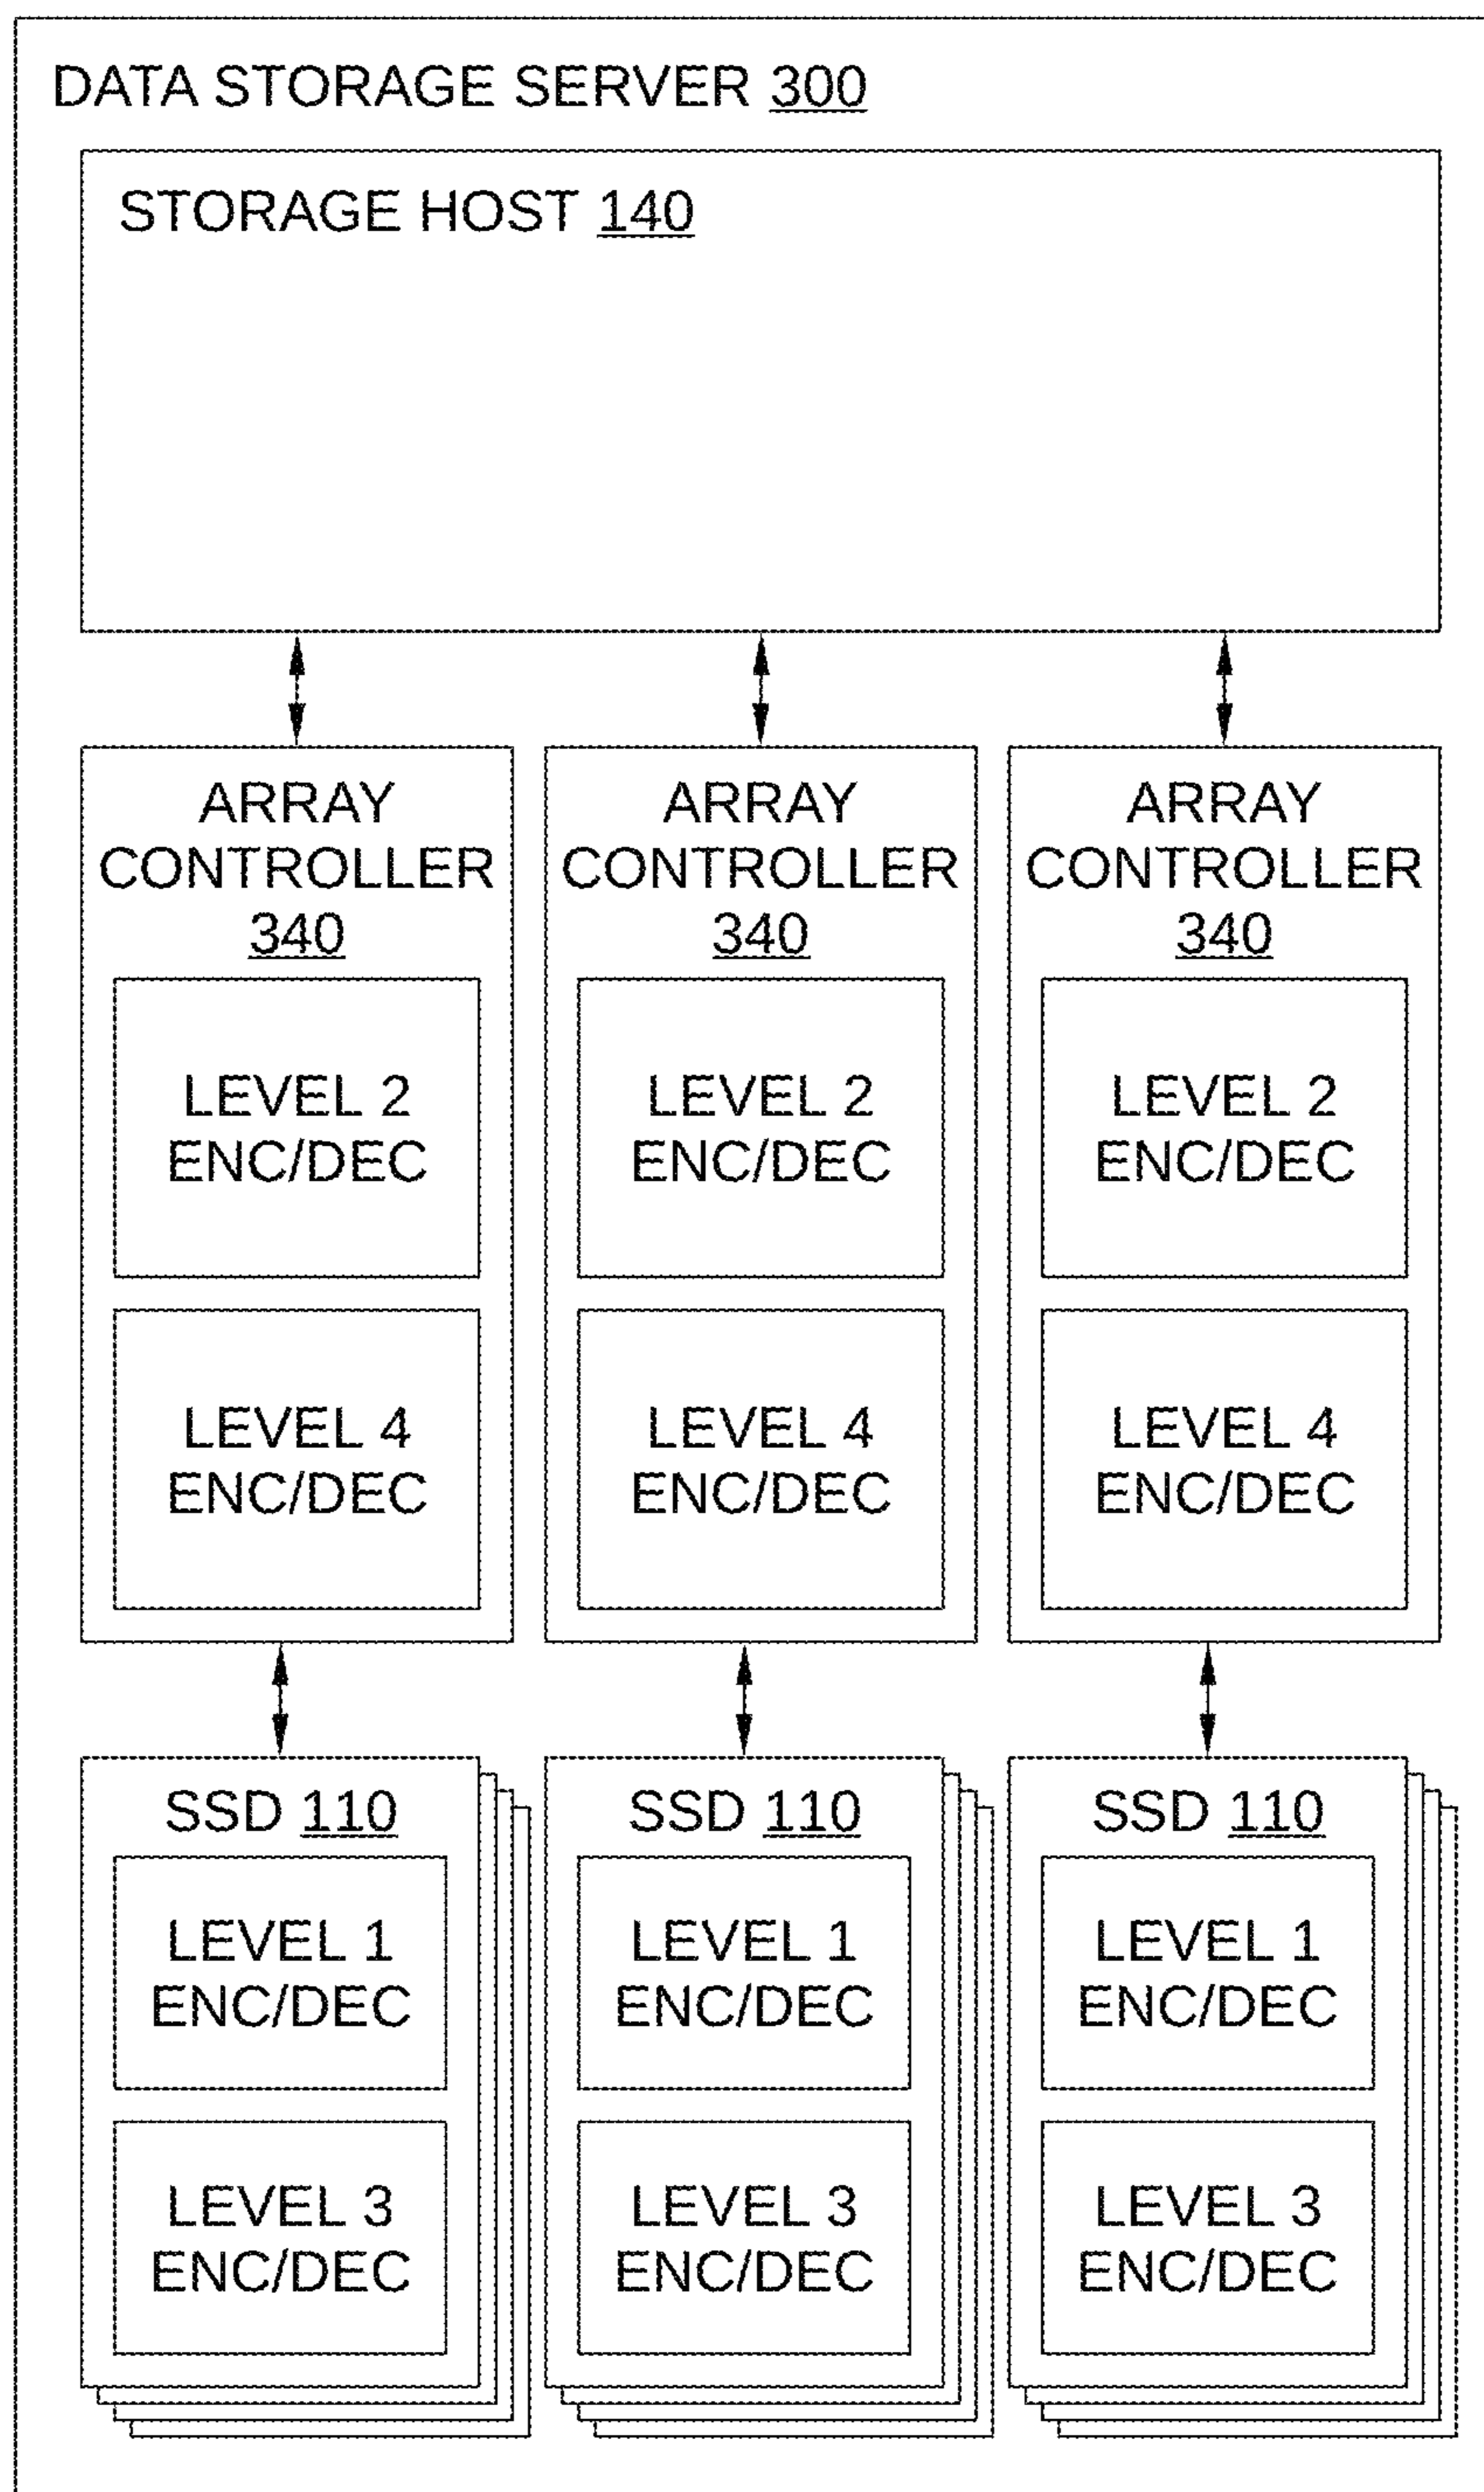 DATA STORAGE SERVER 300
STORAGE HOST 140
ARRAY
CONTROLLER
340
LEVEL 2
ENC/DEC
LEVEL 4
ENC/DEC
ARRAY
CONTROLLER
340
LEVEL 2
ENC/DEC
LEVEL 4
ENC/DEC
ARRAY
CONTROLLER
340
LEVEL 2
ENC/DEC
LEVEL 4
ENC/DEC
SSD 110
LEVEL 1
ENC/DEC
LEVEL 3
ENC/DEC
SSD 110
LEVEL 1
ENC/DEC
LEVEL 3
ENC/DEC
SSD 110
LEVEL 1
ENC/DEC
LEVEL 3
ENC/DEC